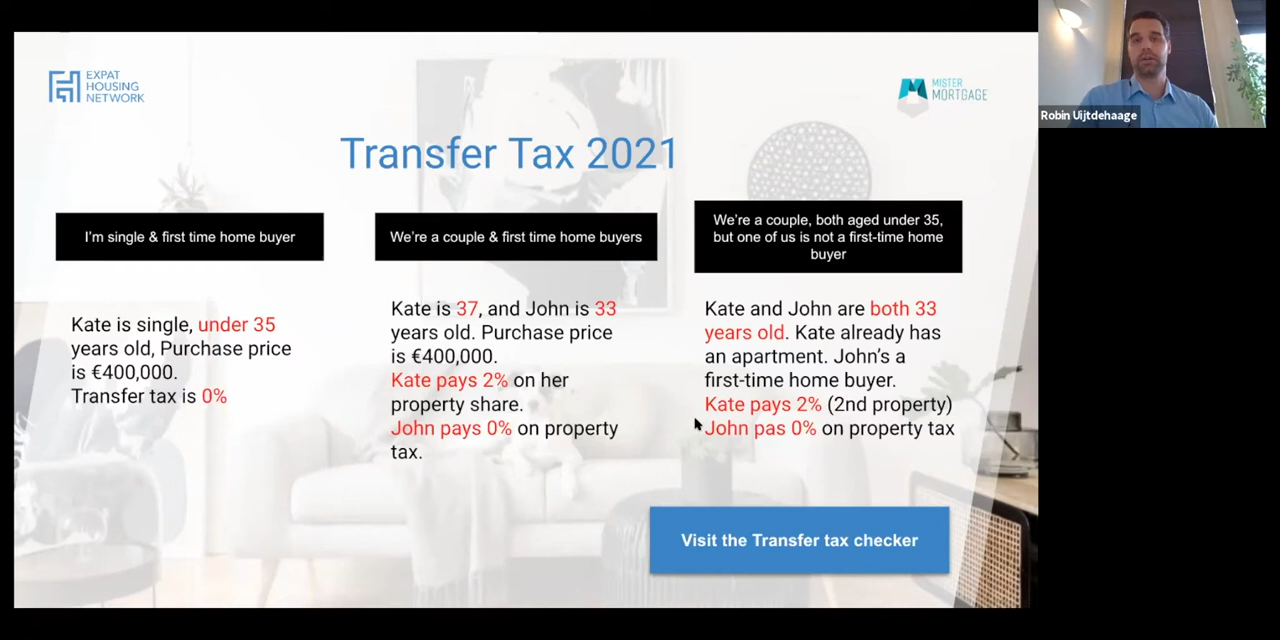 EXPAT
HOUSING
NETWORK
MISTER
MORTGAGE
Robin Uijtdehaage
Transfer Tax 2021
I'm single & first time home buyer
Kate is single, under 35
years old, Purchase price
is €400,000.
Transfer tax is 0%
We're a couple & first time home buyers
Kate is 37, and John is 33
years old. Purchase price
is €400,000.
Kate pays 2% on her
property share.
John pays 0% on property
tax.
We're a couple, both aged under 35,
but one of us is not a first-time home
buyer
Kate and John are both 33
years old. Kate already has
an apartment. John's a
first-time home buyer.
Kate pays 2% (2nd property)
John pas 0% on property tax
Visit the Transfer tax checker